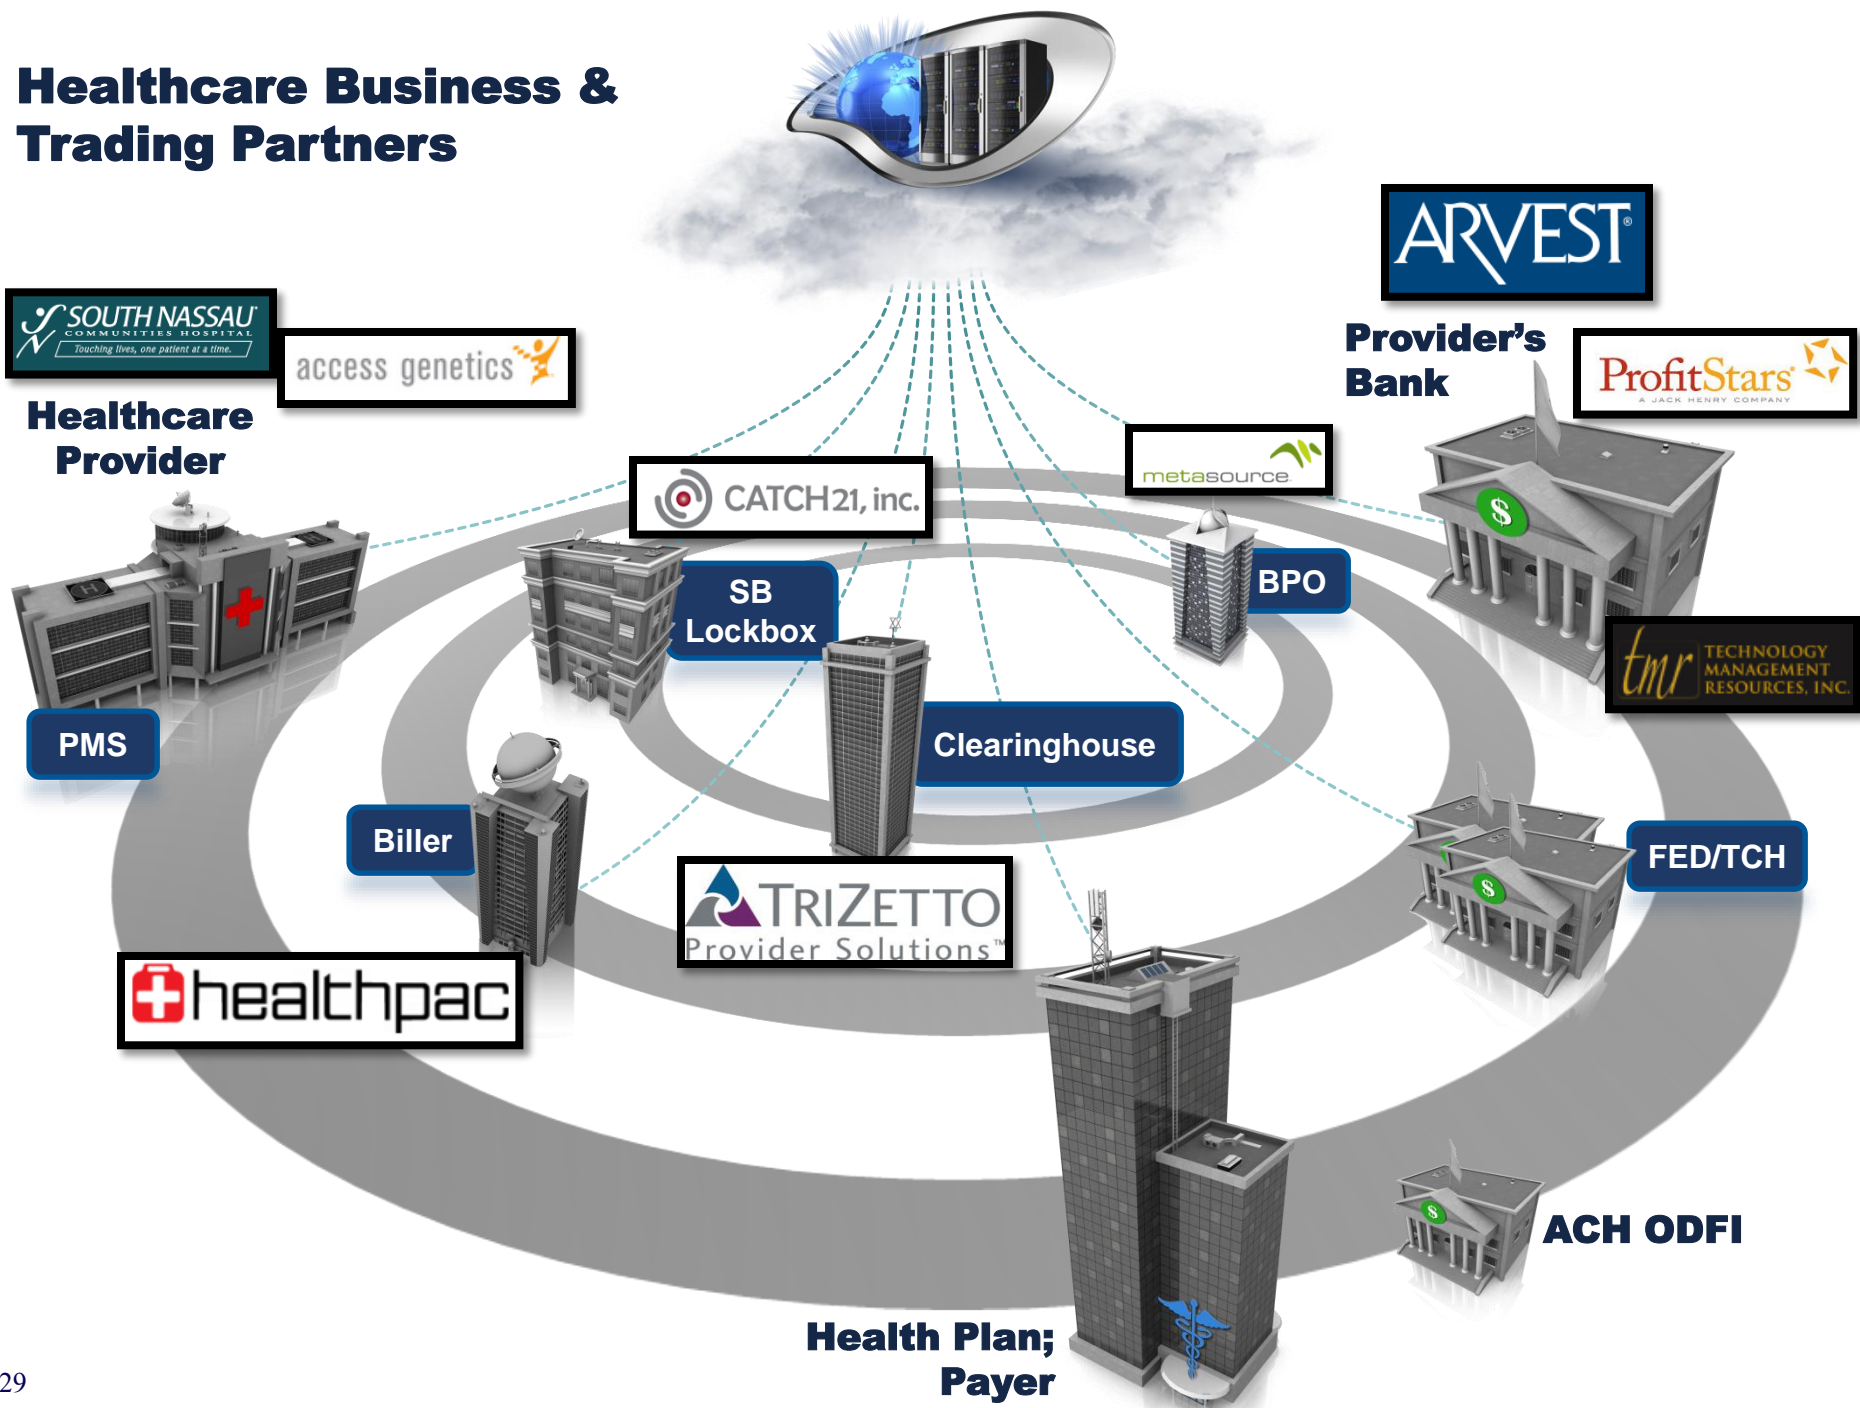 Healthcare Business &
Trading Partners
ARVEST®
SOUTH NASSAU®
COMMUNITIES HOSPITAL
Touching lives, one patient at a time.
access genetics
Healthcare
Provider
Provider's
Bank
ProfitStars®
A JACK HENRY COMPANY
CATCH21, inc.
metasource
SB
Lockbox
BPO
H
$
tmr
TECHNOLOGY
MANAGEMENT
RESOURCES, INC.
PMS
Clearinghouse
Biller
FED/TCH
$
TRIZETTO
Provider Solutions™
healthpac
$
ACH ODFI
Health Plan;
Payer
29